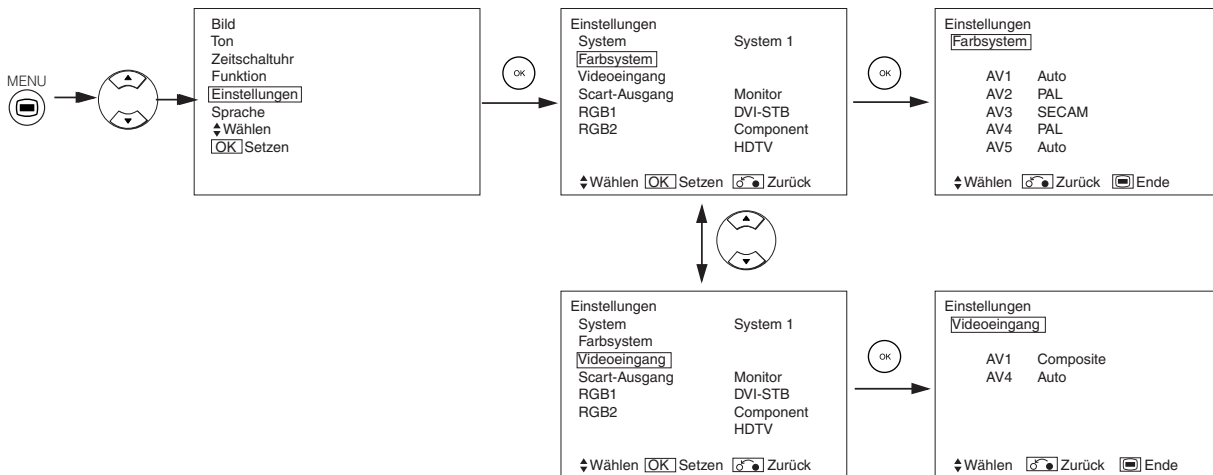 MENU
Bild
Ton
Zeitschaltuhr
Funktion
Einstellungen
Sprache
Wählen
OK Setzen
OK
Einstellungen
System System 1
Farbsystem
Videoeingang
Scart-Ausgang Monitor
RGB1 DVI-STB
RGB2 Component
HDTV
Wählen OK Setzen Zurück
OK
Einstellungen
Farbsystem
AV1 Auto
AV2 PAL
AV3 SECAM
AV4 PAL
AV5 Auto
Wählen Zurück Ende
Einstellungen
System System 1
Farbsystem
Videoeingang
Scart-Ausgang Monitor
RGB1 DVI-STB
RGB2 Component
HDTV
Wählen OK Setzen Zurück
OK
Einstellungen
Videoeingang
AV1 Composite
AV4 Auto
Wählen Zurück Ende